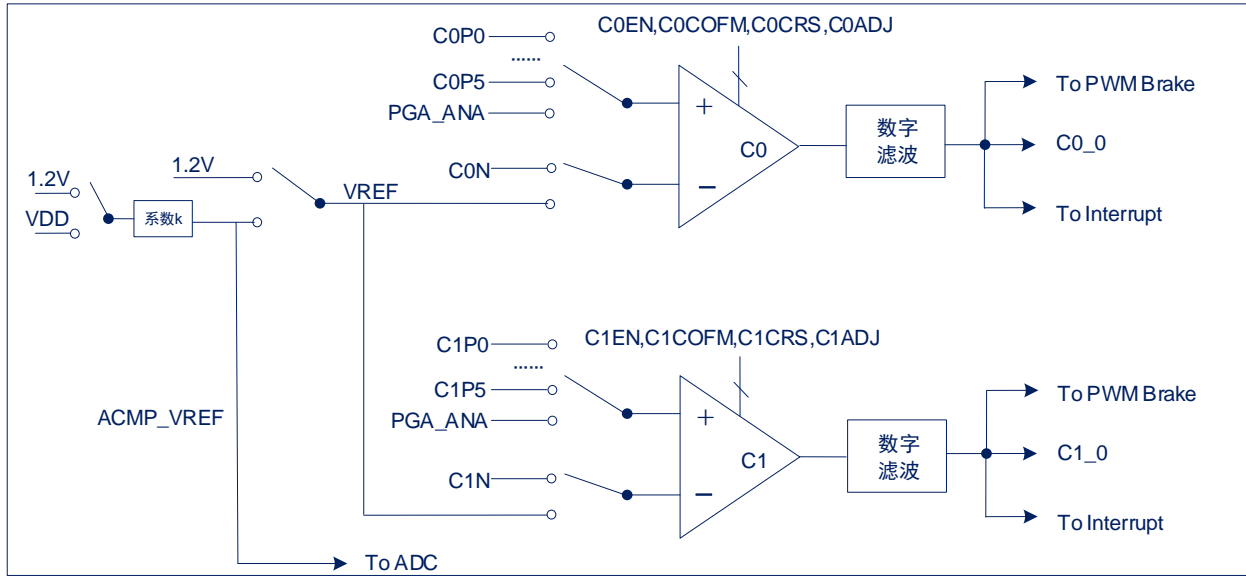 C0EN,C0COFM,C0CRS,C0ADJ
C0P0
......
C0P5
PGA_ANA
C0N
+
−
C0
数字
滤波
To PWM Brake
C0_0
To Interrupt
1.2V
VDD
系数k
1.2V
VREF
C1EN,C1COFM,C1CRS,C1ADJ
C1P0
......
C1P5
PGA_ANA
C1N
+
−
C1
数字
滤波
To PWM Brake
C1_0
To Interrupt
ACMP_VREF
To ADC